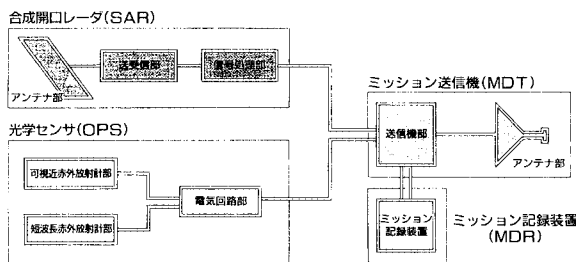 合成開口レーダ(SAR)
アンテナ部
送受信部
信号処理部
光学センサ(OPS)
可視近赤外放射計部
短波長赤外放射計部
電気回路部
ミッション送信機(MDT)
送信機部
アンテナ部
ミッション
記録装置
ミッション記録装置
(MDR)